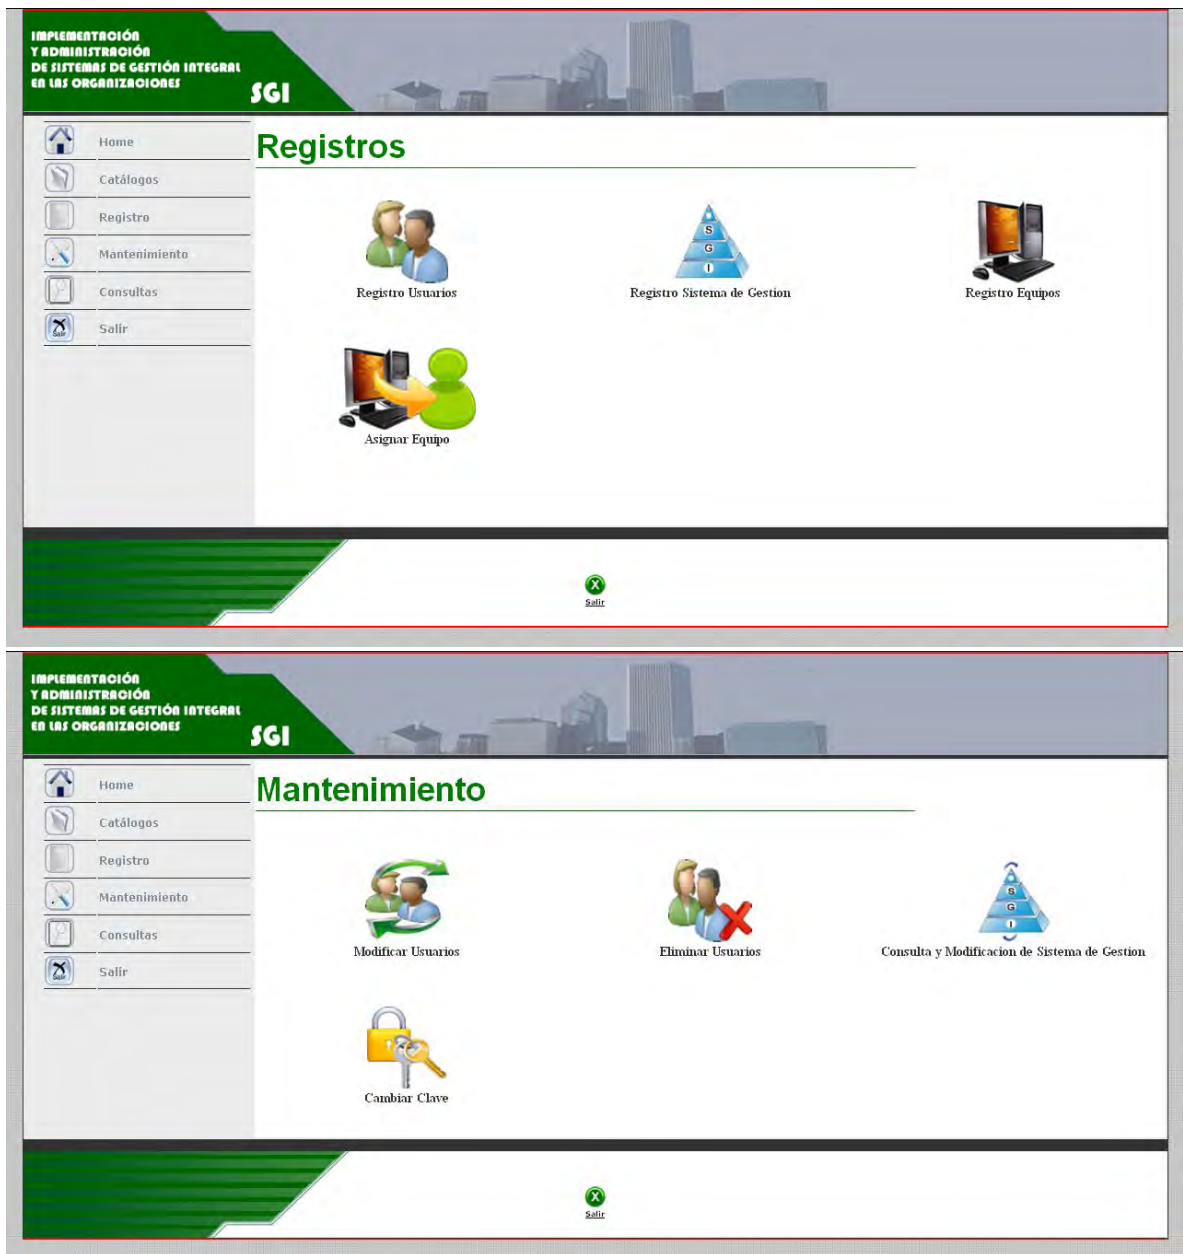 IMPLEMENTACIÓN
Y ADMINISTRACIÓN
DE SISTEMAS DE GESTIÓN INTEGRAL
EN LAS ORGANIZACIONES
SGI
Home
Catálogos
Registro
Mantenimiento
Consultas
Salir
Salir
Registros
S
G
I
Registro Usuarios
Registro Sistema de Gestion
Registro Equipos
Asignar Equipo
X
Salir
IMPLEMENTACIÓN
Y ADMINISTRACIÓN
DE SISTEMAS DE GESTIÓN INTEGRAL
EN LAS ORGANIZACIONES
SGI
Home
Catálogos
Registro
Mantenimiento
Consultas
Salir
Salir
Mantenimiento
S
G
I
Modificar Usuarios
Eliminar Usuarios
Consulta y Modificacion de Sistema de Gestion
Cambiar Clave
X
Salir